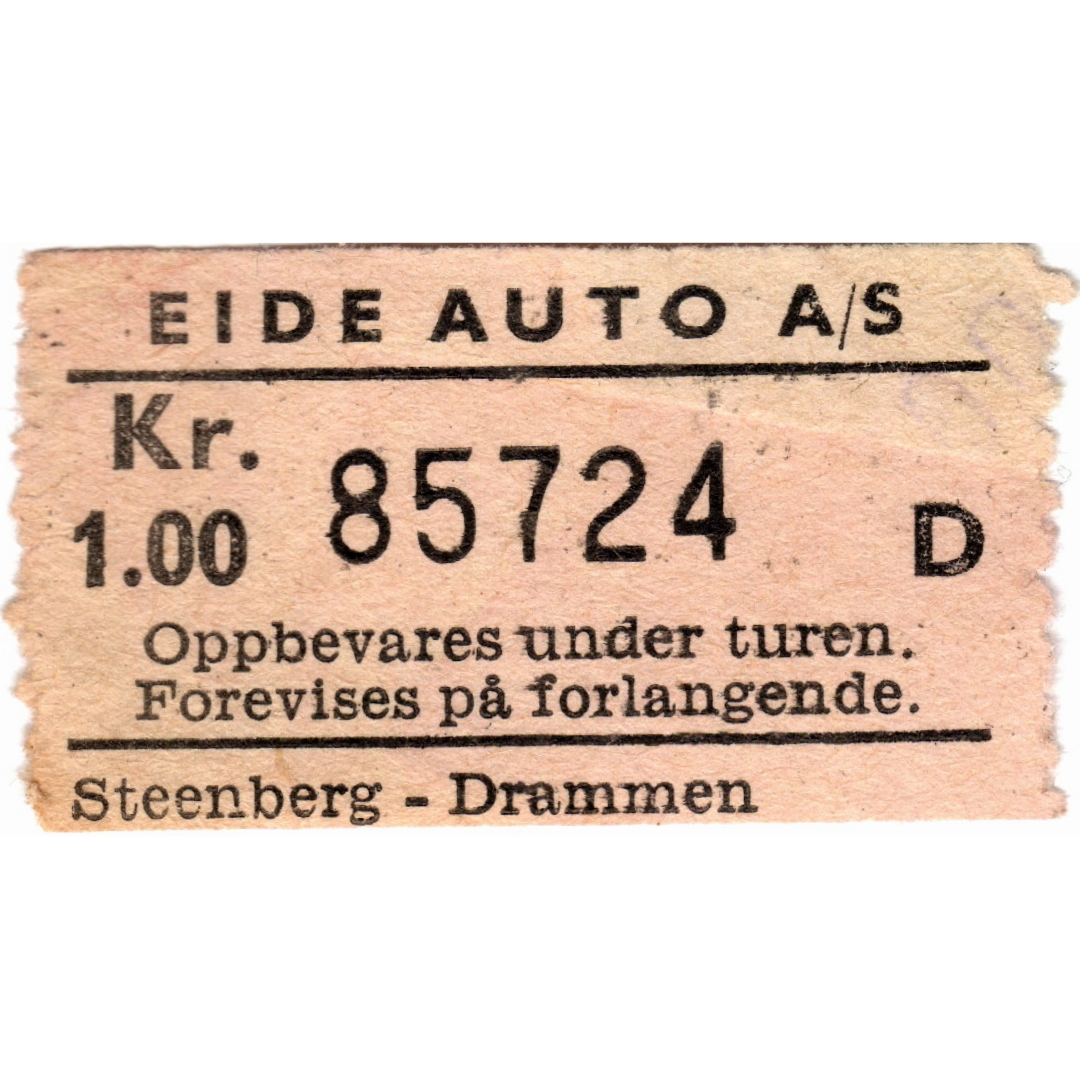 EIDE AUTO A/S
Kr.
1.00 85724 D
Oppbevares under turen.
Forevises på forlangende.
Steenberg - Drammen